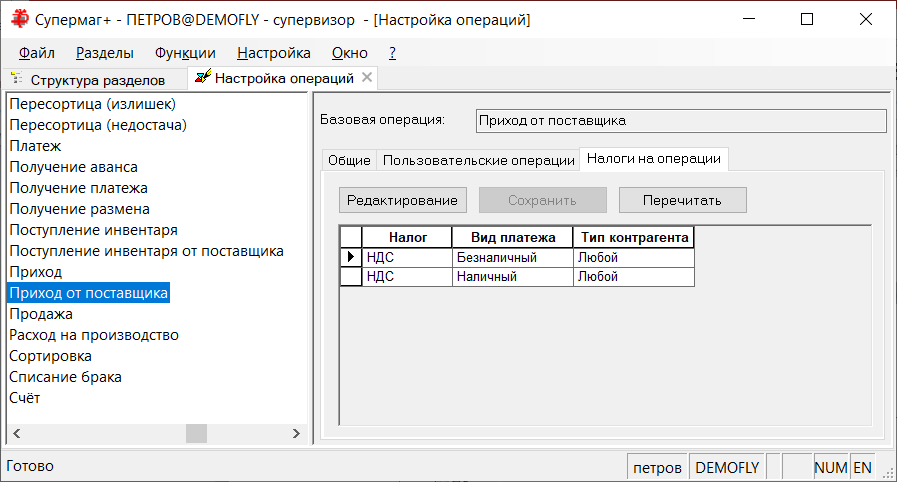 Супермаг+ - ПЕТРОВ@DEMOFLY - супервизор - [Настройка операций]
Файл Разделы Функции Настройка Окно ?
Структура разделов Настройка операций
Пересортица (излишек)
Пересортица (недостача)
Платеж
Получение аванса
Получение платежа
Получение размена
Поступление инвентаря
Поступление инвентаря от поставщика
Приход
Приход от поставщика
Продажа
Расход на производство
Сортировка
Списание брака
Счёт
Базовая операция: Приход от поставщика
Общие Пользовательские операции Налоги на операции
Редактирование Сохранить Перечитать
Налог Вид платежа Тип контрагента
НДС Безналичный Любой
НДС Наличный Любой
Готово петров DEMOFLY NUM EN